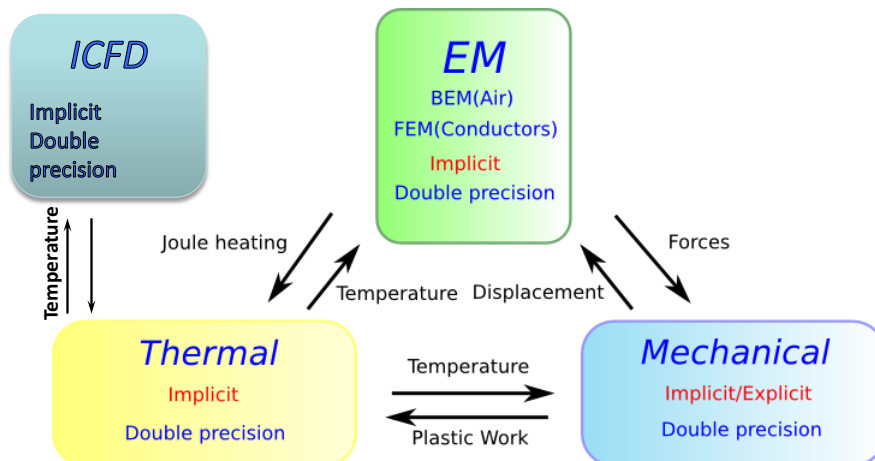 ICFD
Implicit
Double
precision
EM
BEM(Air)
FEM(Conductors)
Implicit
Double precision
Temperature
Joule heating
Temperature
Displacement
Forces
Thermal
Implicit
Double precision
Temperature
Plastic Work
Mechanical
Implicit/Explicit
Double precision